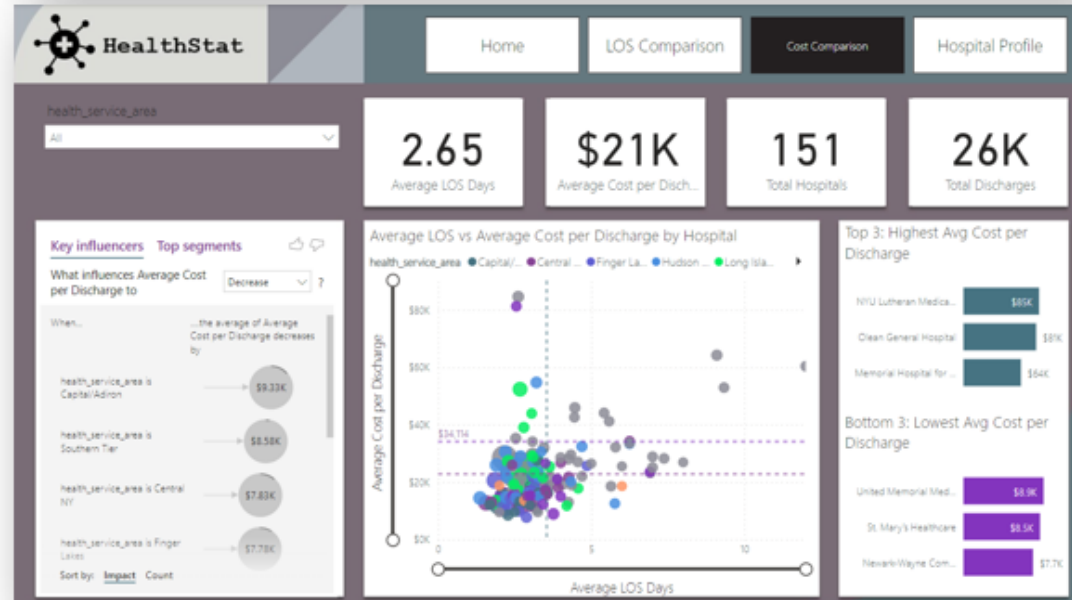 HealthStat
Home
LOS Comparison
Cost Comparison
Hospital Profile
health_service_area
All
2.65
Average LOS Days
$21K
Average Cost per Disch...
151
Total Hospitals
26K
Total Discharges
Key influencers Top segments
What influences Average Cost
per Discharge to
Decrease
?
When...
...the average of Average
Cost per Discharge decreases
by
health_service_area is
Capital/Adiron
$9.33K
health_service_area is
Southern Tier
$8.58K
health_service_area is Central
NY
$7.83K
health_service_area is Finger
Lakes
$7.78K
Sort by: Impact Count
Average LOS vs Average Cost per Discharge by Hospital
health_service_area Capital/... Central ... Finger La... Hudson ... Long Isla...
Average Cost per Discharge
$80K
$60K
$40K
$34,114
$20K
$0K
0
5
10
Average LOS Days
Top 3: Highest Avg Cost per
Discharge
NYU Lutheran Medica... $85K
Olean General Hospital $81K
Memorial Hospital for ... $64K
Bottom 3: Lowest Avg Cost per
Discharge
United Memorial Med... $8.9K
St. Mary's Healthcare $8.5K
Newark-Wayne Com... $7.7K